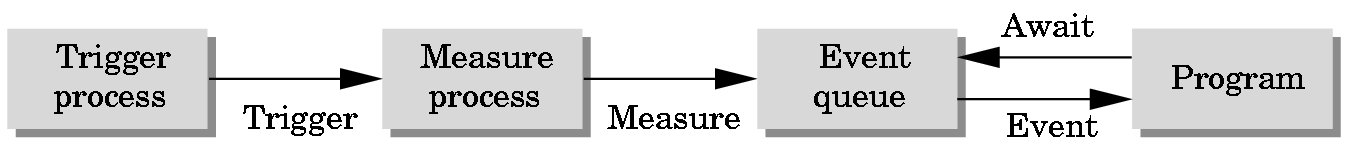 Trigger
process
Trigger
Measure
process
Measure
Event
queue
Await
Event
Program